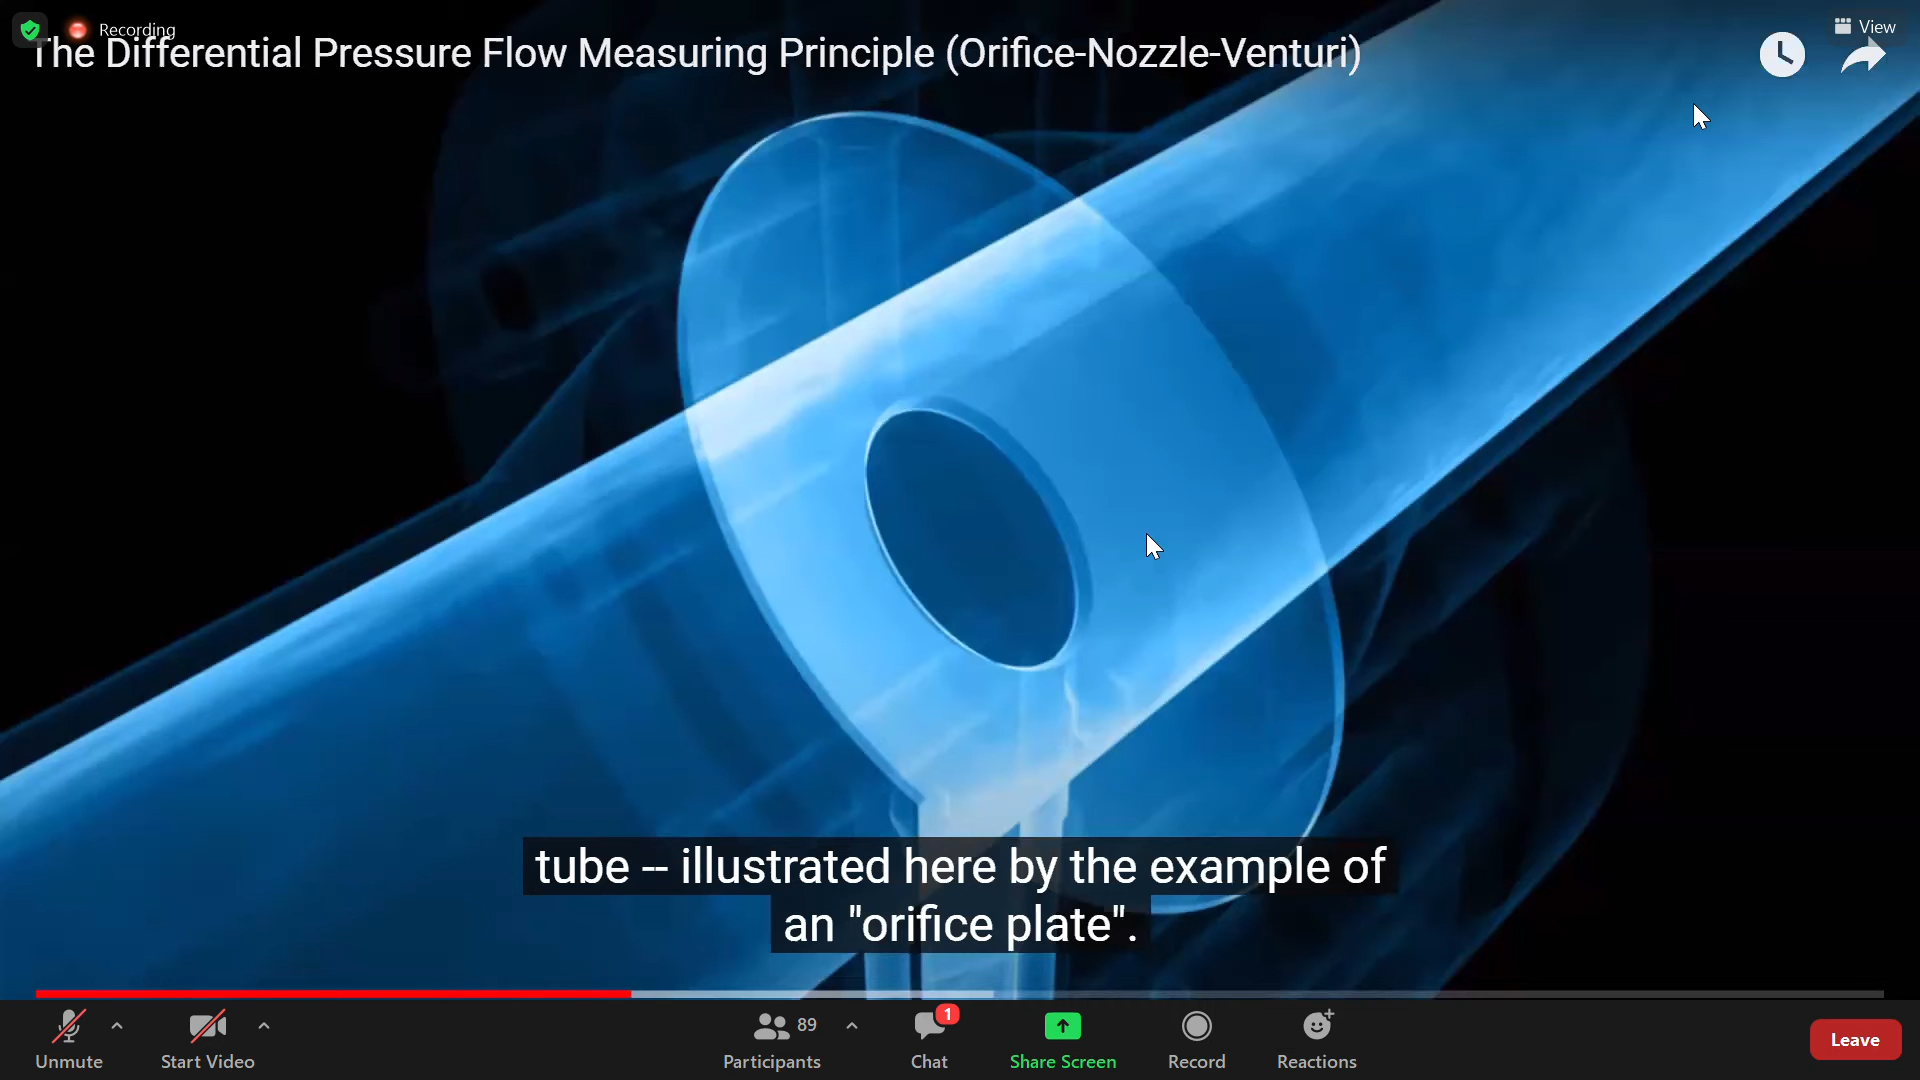 Recording
View
The Differential Pressure Flow Measuring Principle (Orifice-Nozzle-Venturi)
tube -- illustrated here by the example of
an "orifice plate".
Unmute
Start Video
89
Participants
1
Chat
Share Screen
Record
Reactions
Leave